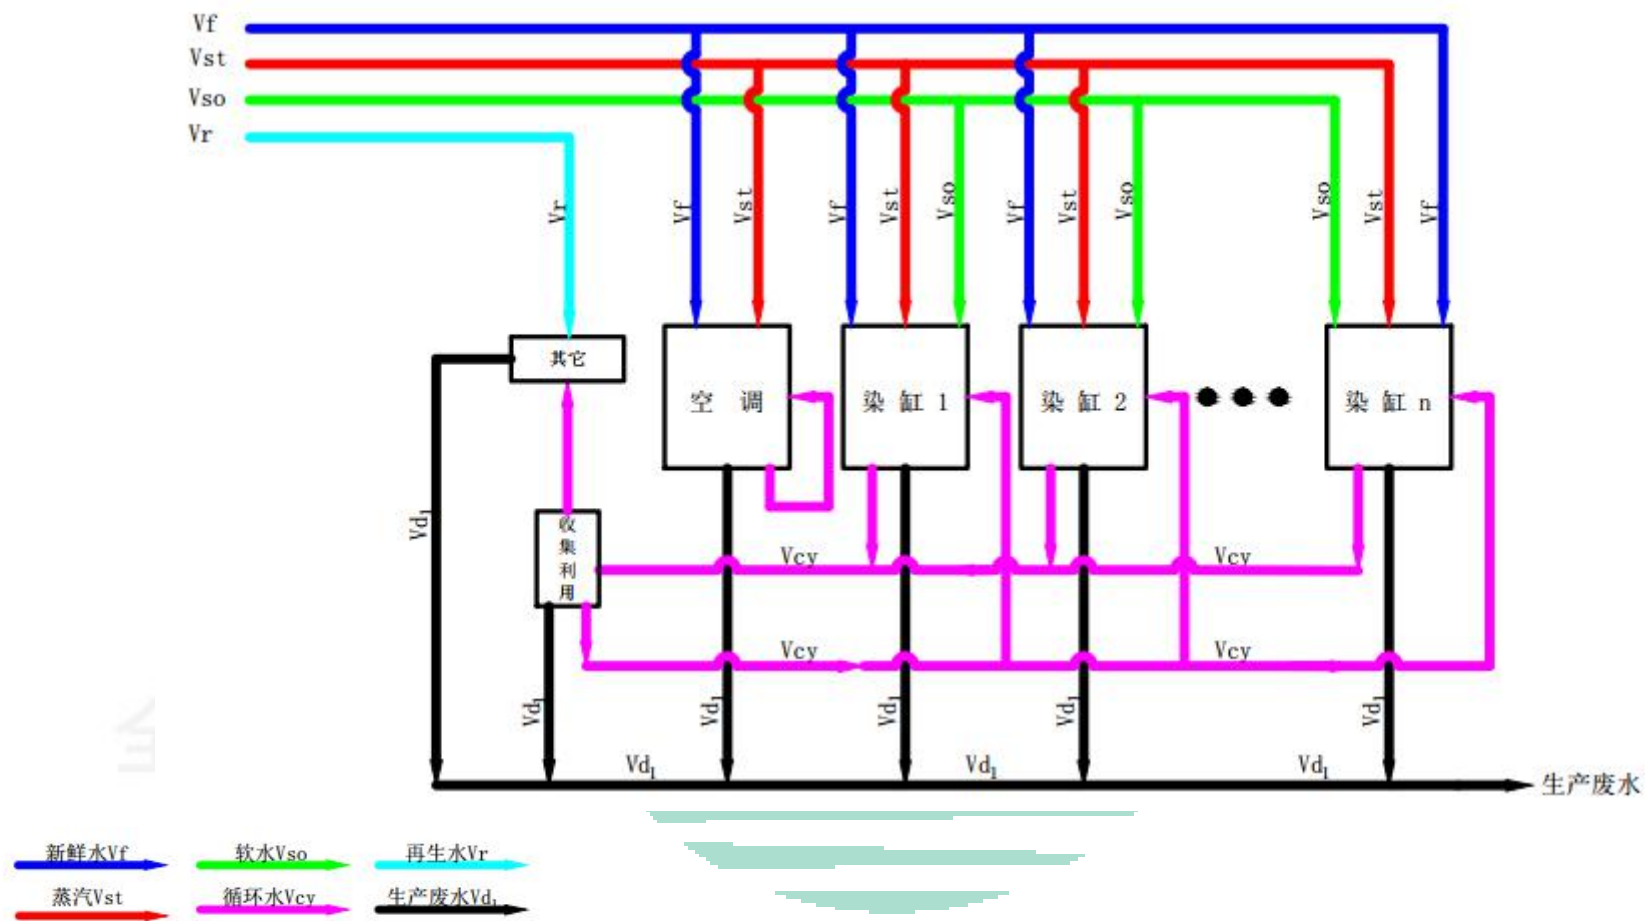 Vf
Vst
Vso
Vr
Vr
Vf
Vst
Vf
Vst
Vso
Vf
Vst
Vso
Vso
Vst
Vf
其它
空 调
染 缸 1
染 缸 2
染 缸 n
Vd₁
收集利用
Vcy
Vcy
Vcy
Vcy
Vd₁
Vd₁
Vd₁
Vd₁
Vd₁
Vd₁
Vd₁
Vd₁
生产废水
新鲜水Vf
软水Vso
再生水Vr
蒸汽Vst
循环水Vcy
生产废水Vd₁